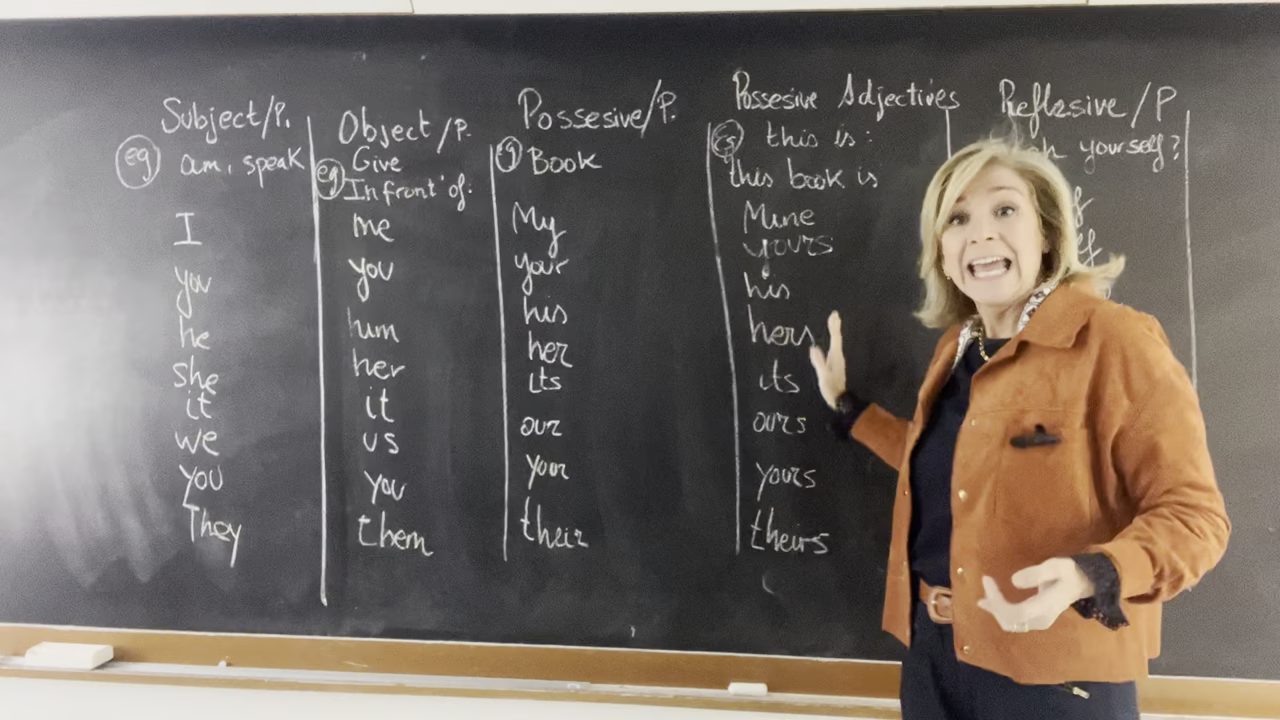 Subject/P.
eg am, speak
I
you
he
she
it
we
you
They
Object/P.
eg Give
In front of:
me
you
him
her
it
us
you
them
Possesive/P.
eg Book
My
your
his
her
its
our
your
their
Possesive Adjectives
eg this is:
this book is
Mine
yours
his
hers
its
ours
yours
theirs
Reflexive/P
yourself?